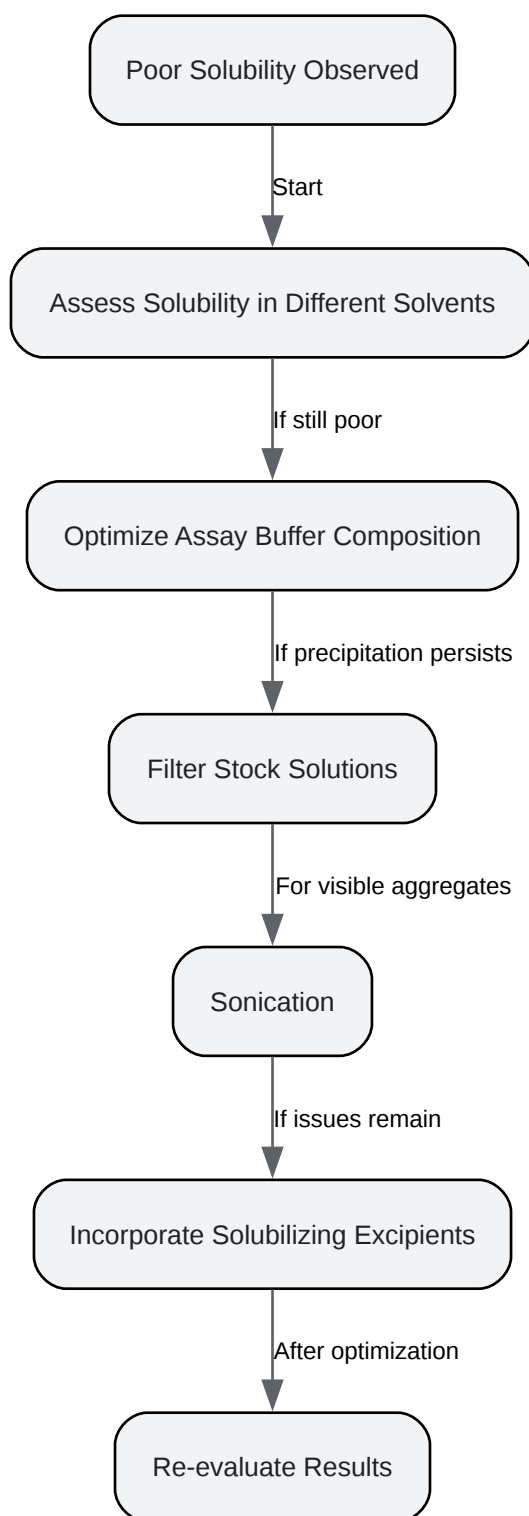 Poor Solubility Observed
Start
Assess Solubility in Different Solvents
If still poor
Optimize Assay Buffer Composition
If precipitation persists
Filter Stock Solutions
For visible aggregates
Sonication
If issues remain
Incorporate Solubilizing Excipients
After optimization
Re-evaluate Results